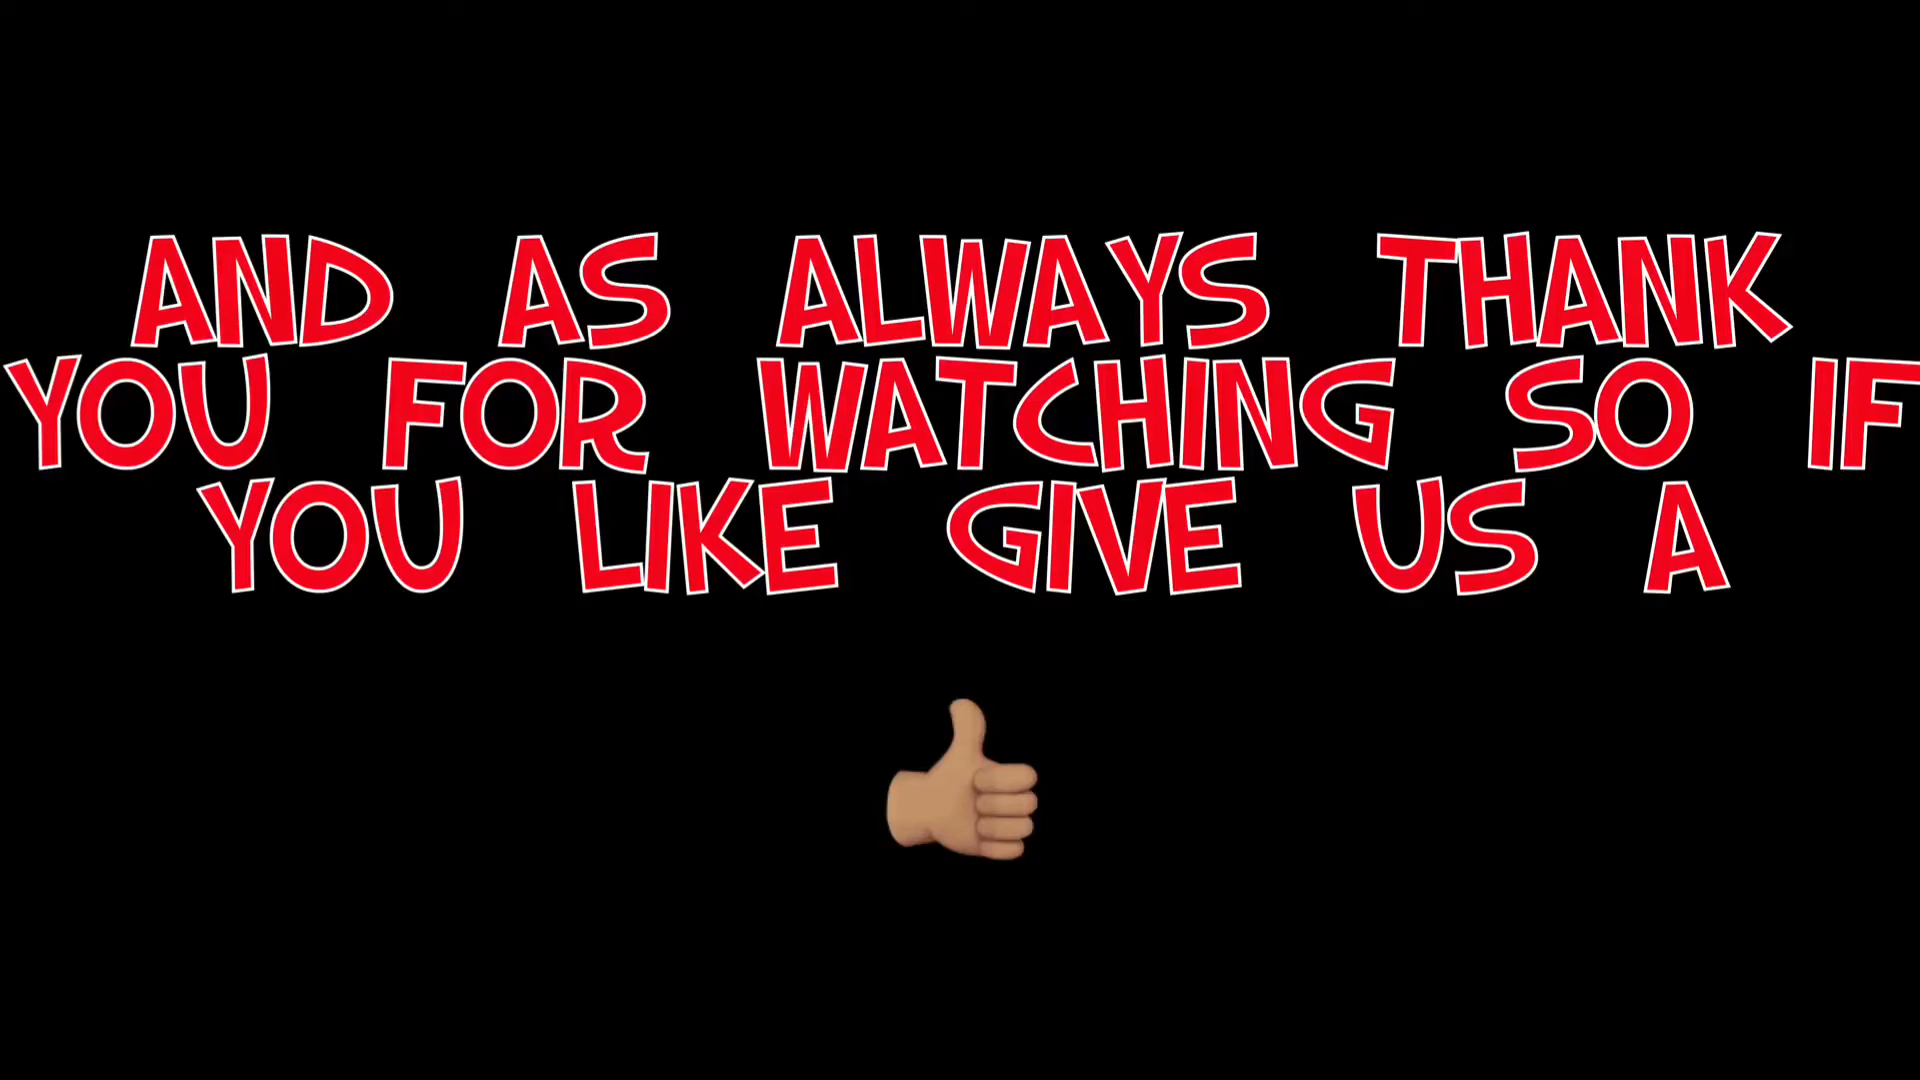 AND AS ALWAYS THANK
YOU FOR WATCHING SO IF
YOU LIKE GIVE US A
👍🏽